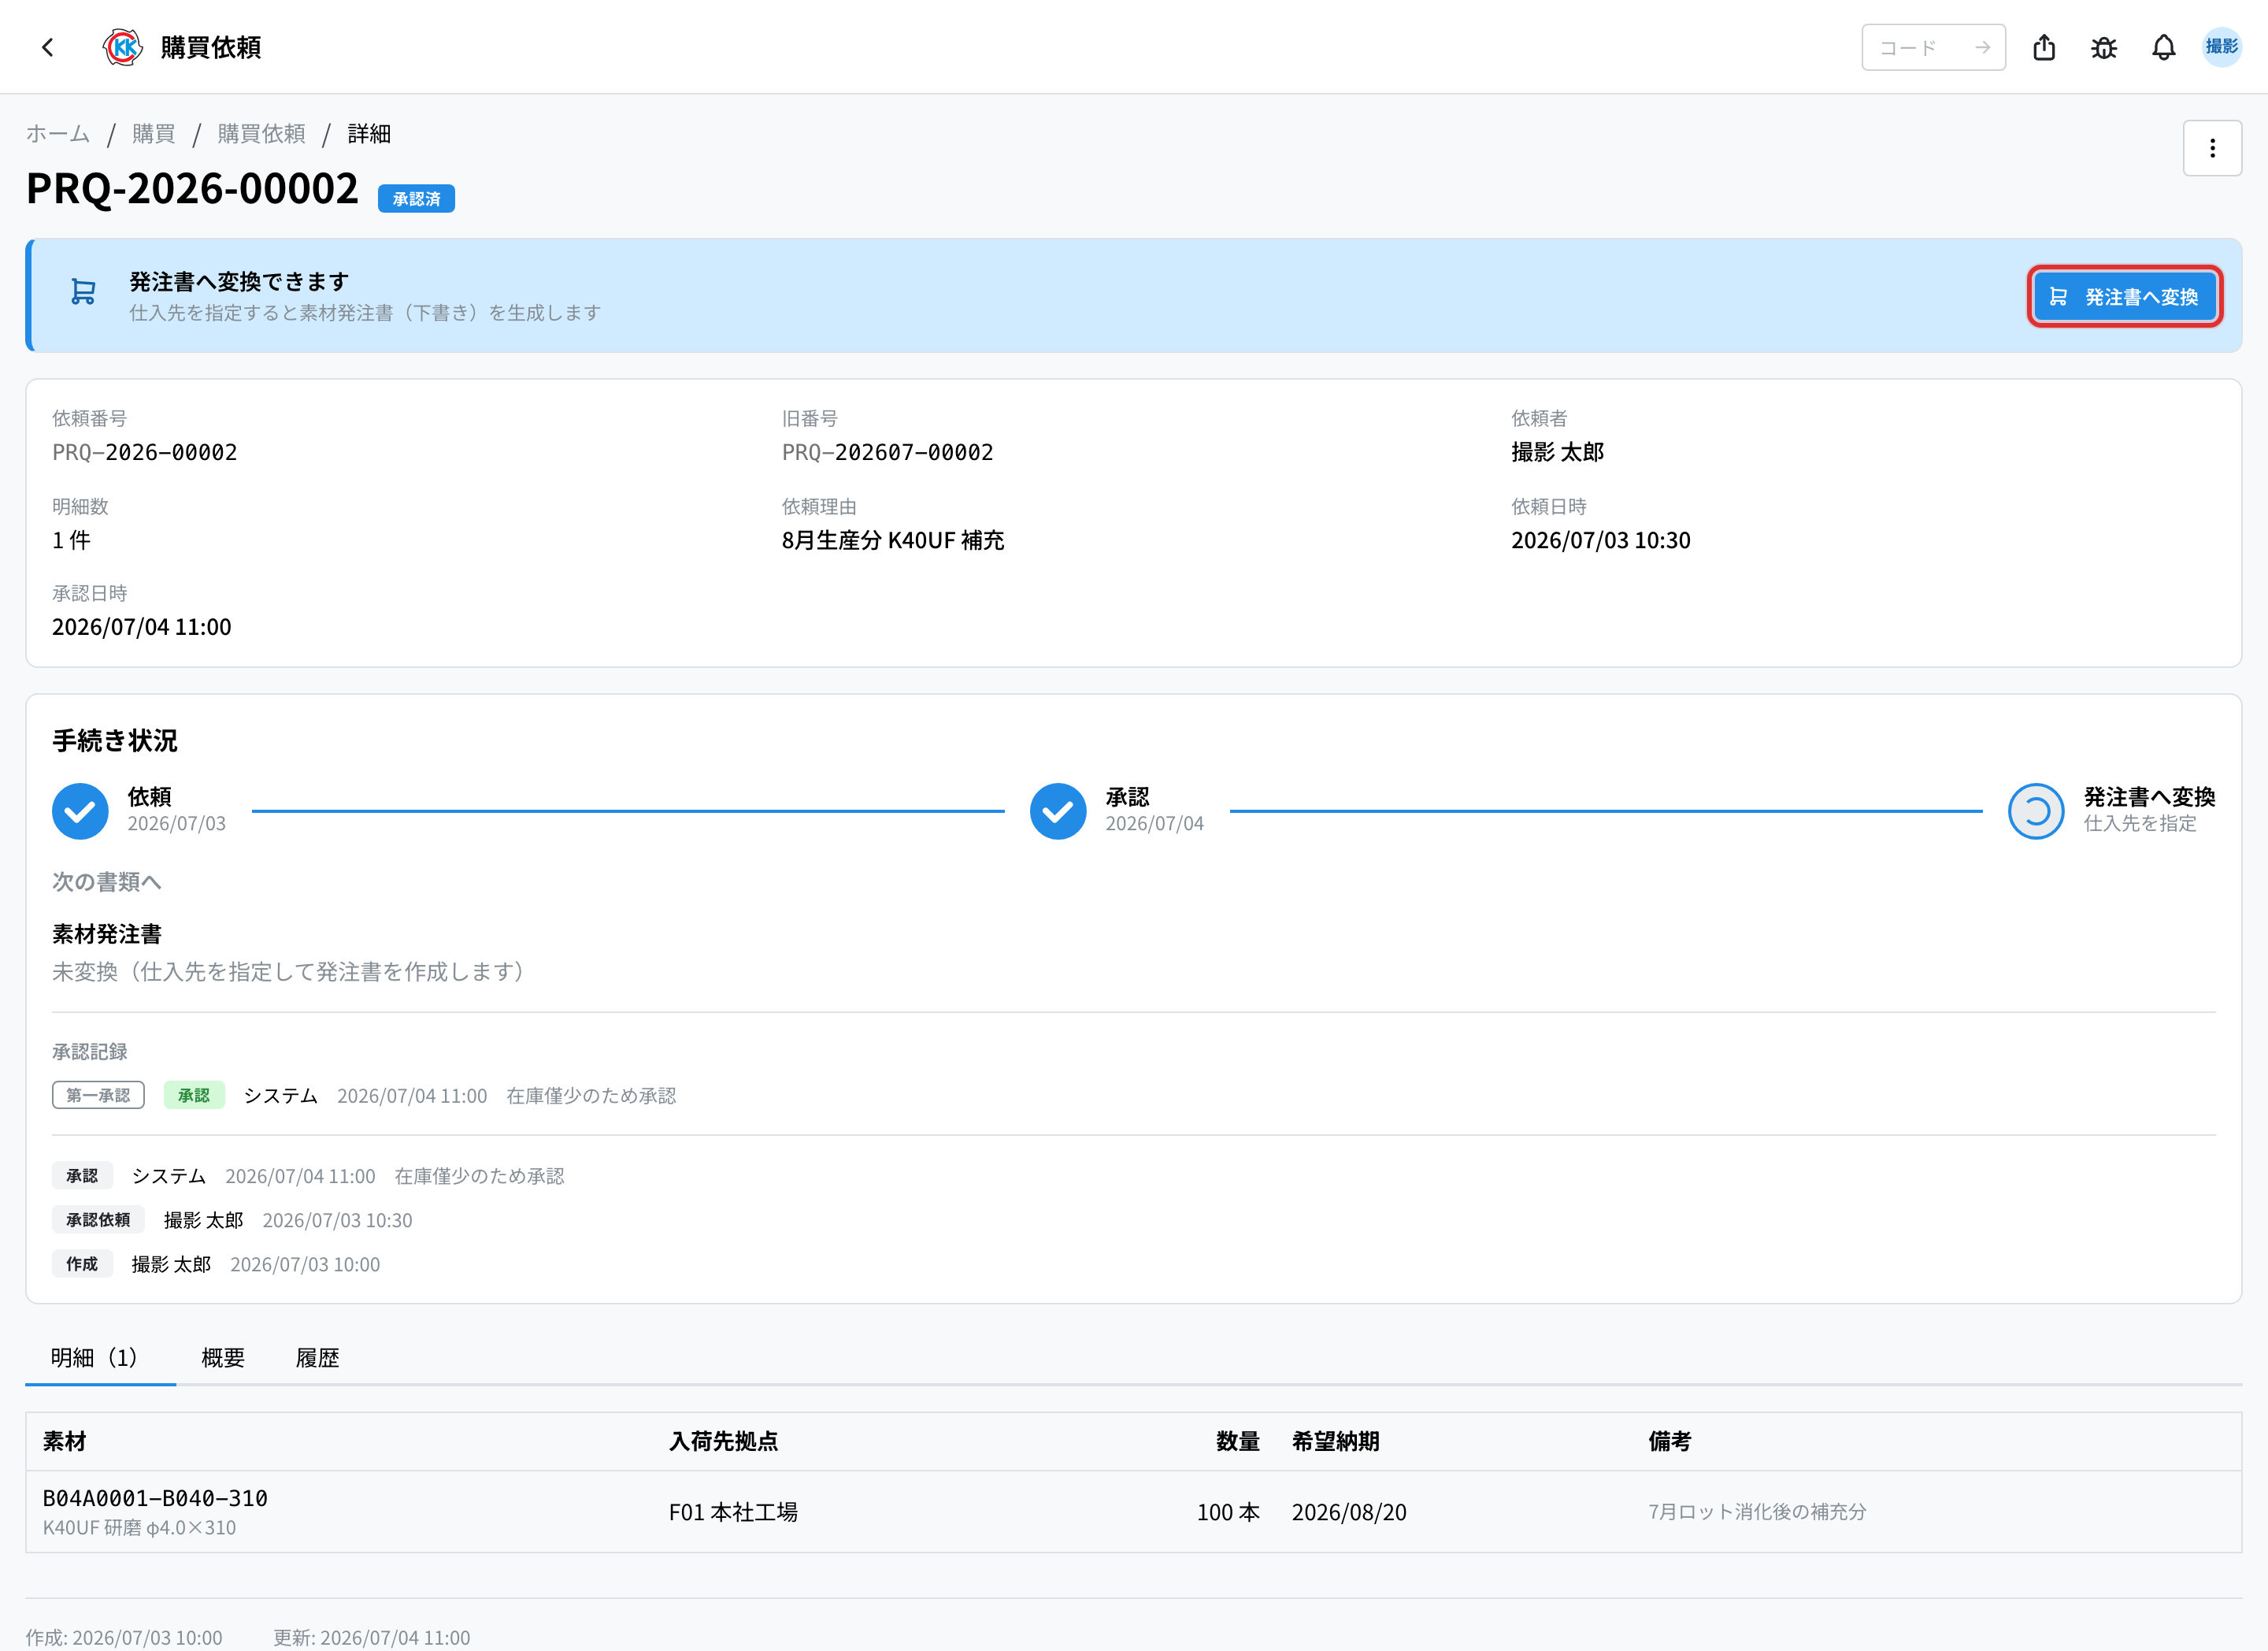 KK 購買依頼
コード
撮影
ホーム / 購買 / 購買依頼 / 詳細
PRQ-2026-00002 承認済
発注書へ変換できます
仕入先を指定すると素材発注書（下書き）を生成します
発注書へ変換
依頼番号 旧番号 依頼者
PRQ-2026-00002 PRQ-202607-00002 撮影 太郎
明細数 依頼理由 依頼日時
1 件 8月生産分 K40UF 補充 2026/07/03 10:30
承認日時
2026/07/04 11:00
手続き状況
依頼 承認 発注書へ変換
2026/07/03 2026/07/04 仕入先を指定
次の書類へ
素材発注書
未変換（仕入先を指定して発注書を作成します）
承認記録
第一承認 承認 システム 2026/07/04 11:00 在庫僅少のため承認
承認 システム 2026/07/04 11:00 在庫僅少のため承認
承認依頼 撮影 太郎 2026/07/03 10:30
作成 撮影 太郎 2026/07/03 10:00
明細（1） 概要 履歴
素材 入荷先拠点 数量 希望納期 備考
B04A0001-B040-310 F01 本社工場 100 本 2026/08/20 7月ロット消化後の補充分
K40UF 研磨 φ4.0×310
作成: 2026/07/03 10:00 更新: 2026/07/04 11:00